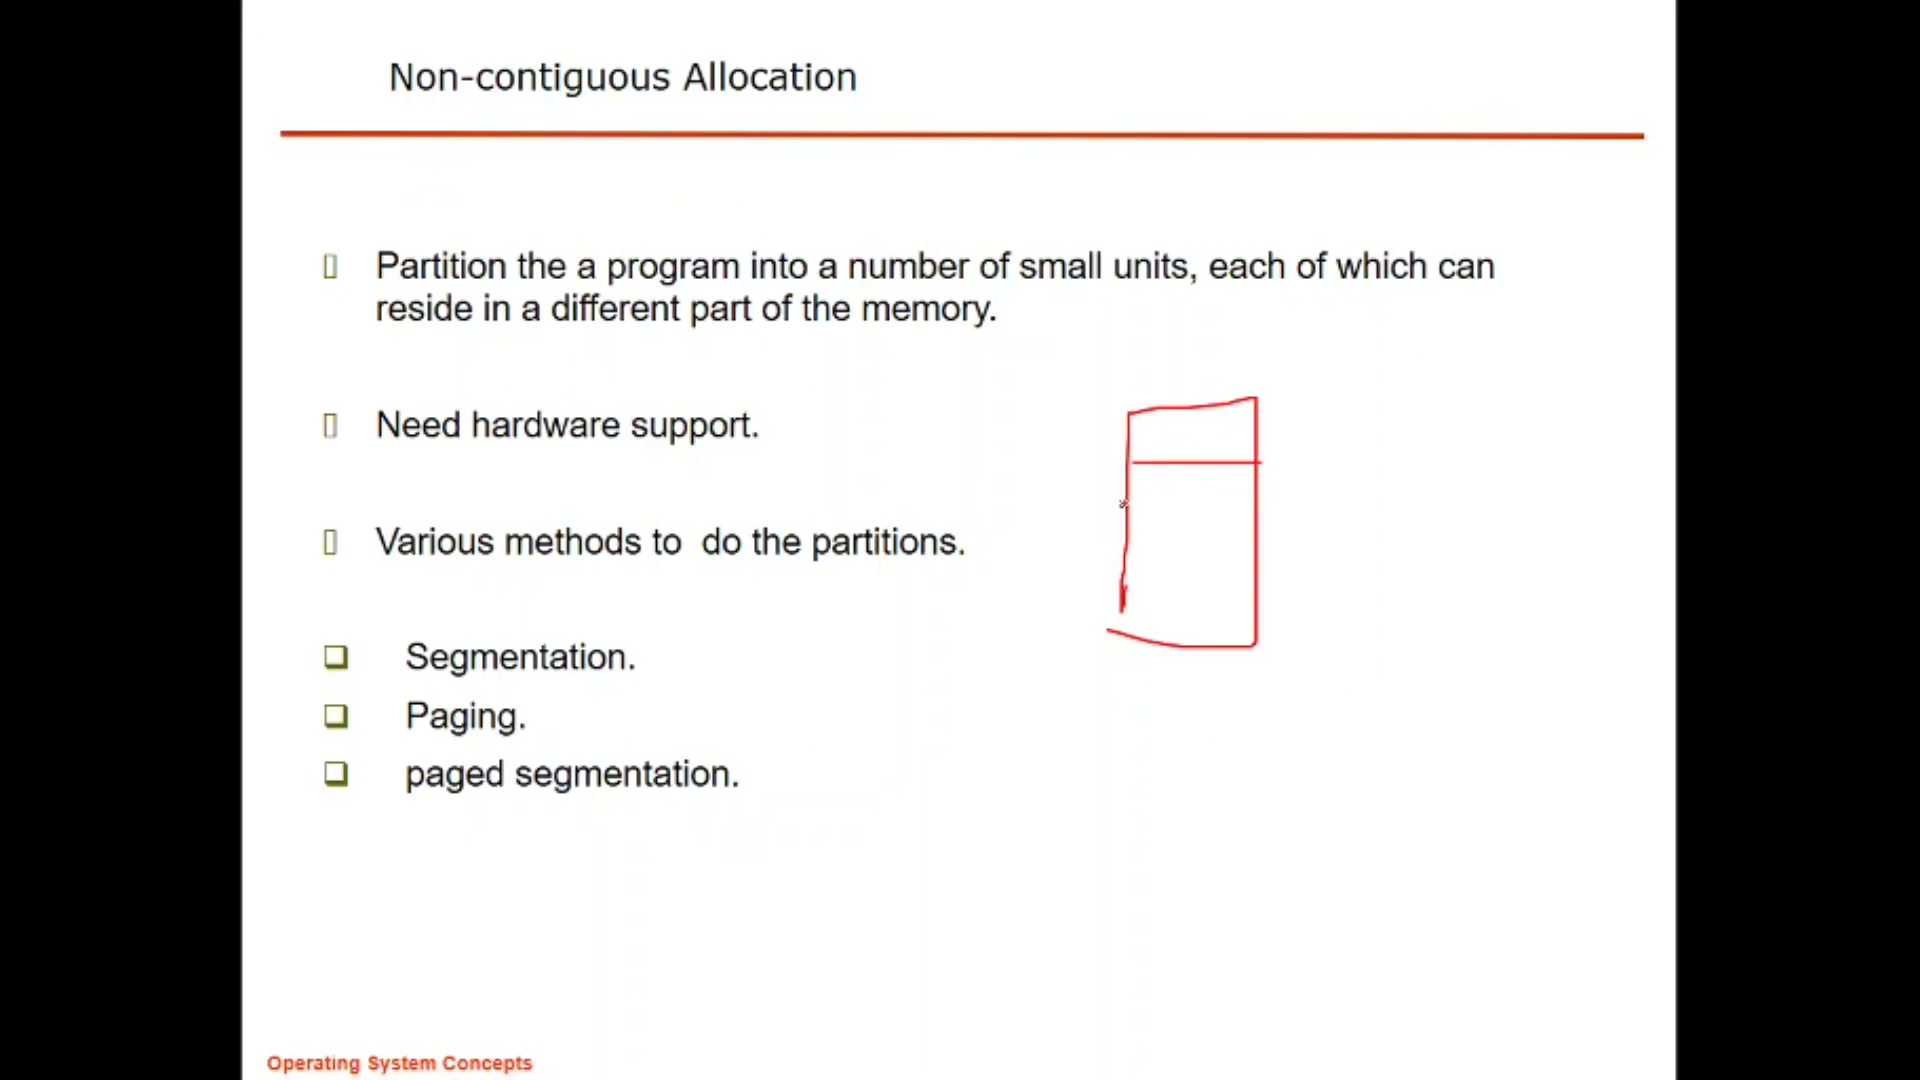 Non-contiguous Allocation
Partition the a program into a number of small units, each of which can
reside in a different part of the memory.
Need hardware support.
Various methods to  do the partitions.
Segmentation.
Paging.
paged segmentation.
Operating System Concepts